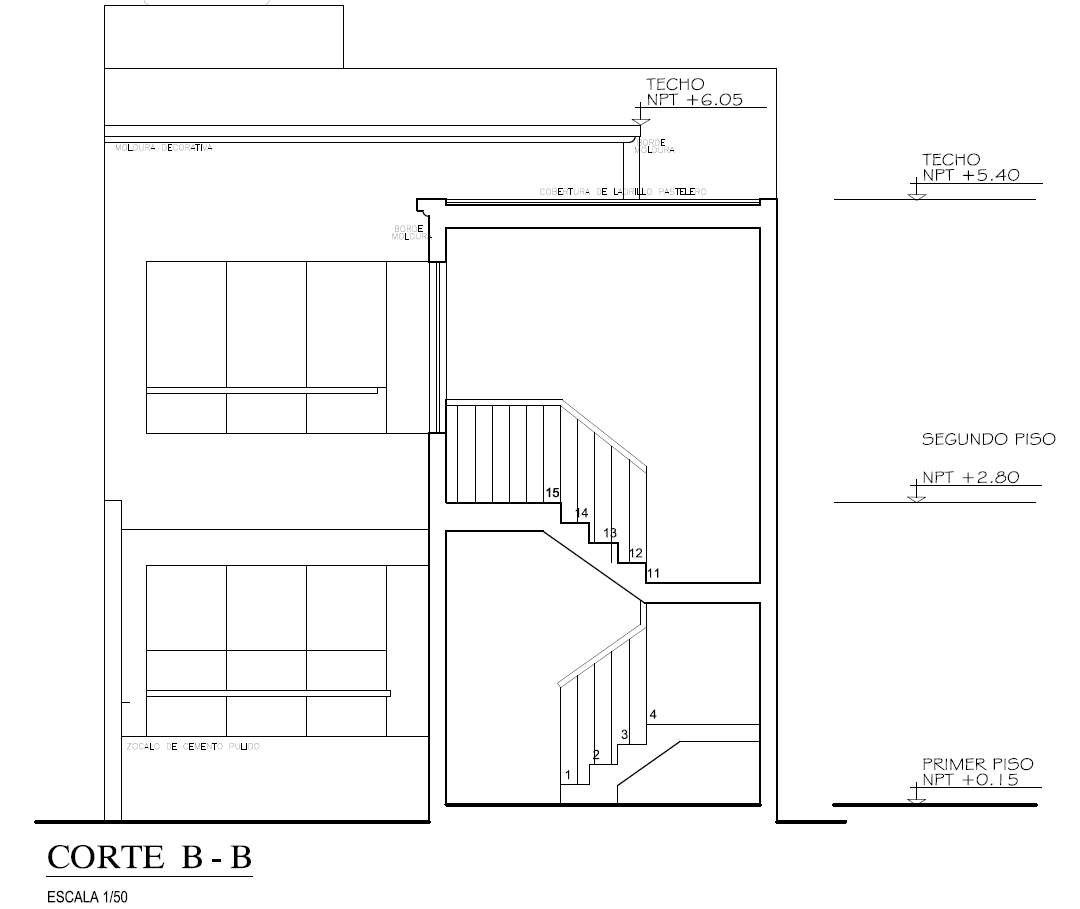 TECHO
NPT +6.05
MOLDURA DECORATIVA
BORDE
MOLDURA
TECHO
NPT +5.40
COBERTURA DE LADRILLO PASTELERO
BORDE
MOLDURA
SEGUNDO PISO
NPT +2.80
15
14
13
12
11
4
3
2
1
ZOCALO DE CEMENTO PULIDO
PRIMER PISO
NPT +0.15
CORTE B - B
ESCALA 1/50